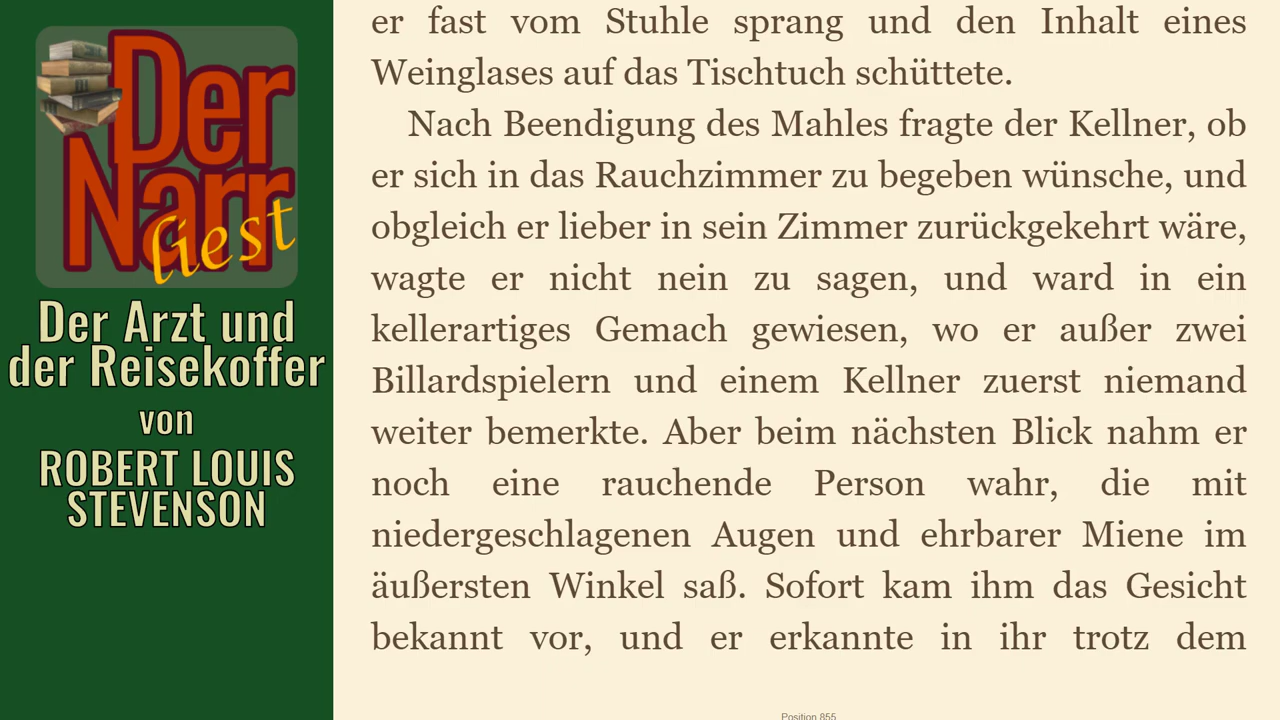 Der
Narr
liest
Der Arzt und
der Reisekoffer
von
ROBERT LOUIS
STEVENSON
er fast vom Stuhle sprang und den Inhalt eines
Weinglases auf das Tischtuch schüttete.
Nach Beendigung des Mahles fragte der Kellner, ob
er sich in das Rauchzimmer zu begeben wünsche, und
obgleich er lieber in sein Zimmer zurückgekehrt wäre,
wagte er nicht nein zu sagen, und ward in ein
kellerartiges Gemach gewiesen, wo er außer zwei
Billardspielern und einem Kellner zuerst niemand
weiter bemerkte. Aber beim nächsten Blick nahm er
noch eine rauchende Person wahr, die mit
niedergeschlagenen Augen und ehrbarer Miene im
äußersten Winkel saß. Sofort kam ihm das Gesicht
bekannt vor, und er erkannte in ihr trotz dem
Position 855